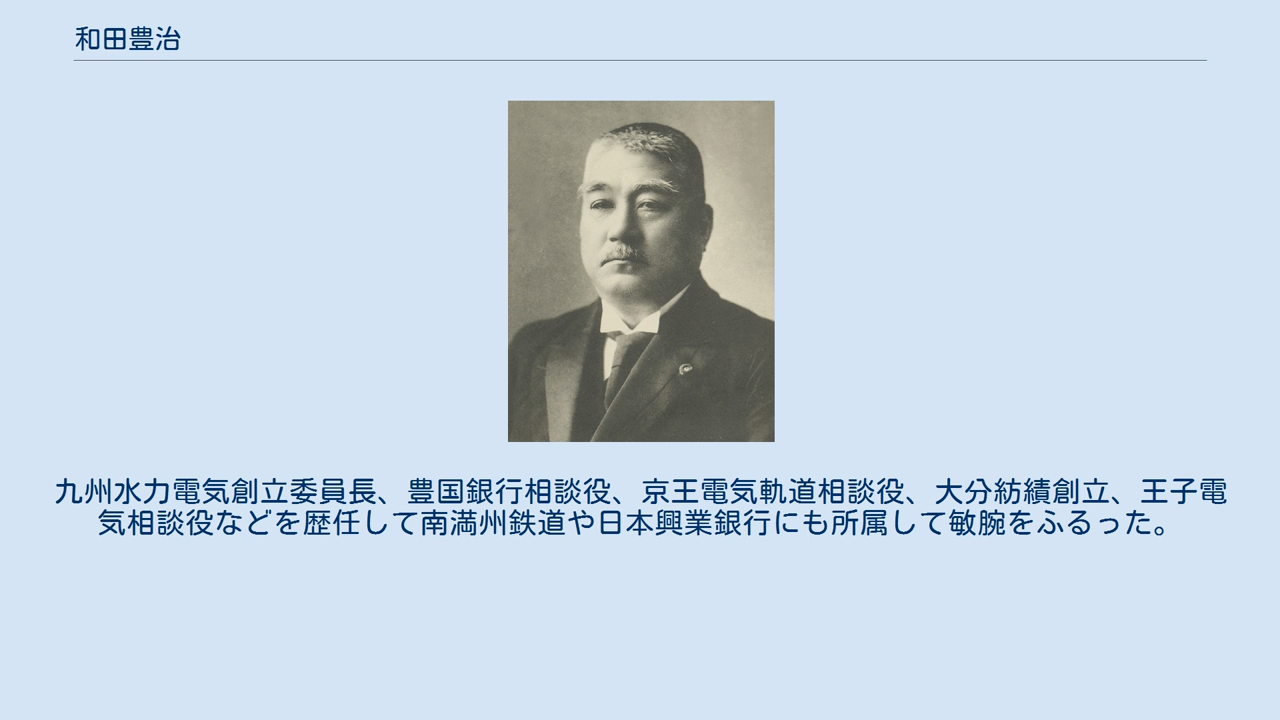 和田豊治
九州水力電気創立委員長、豊国銀行相談役、京王電気軌道相談役、大分紡績創立、王子電
気相談役などを歴任して南満州鉄道や日本興業銀行にも所属して敏腕をふるった。